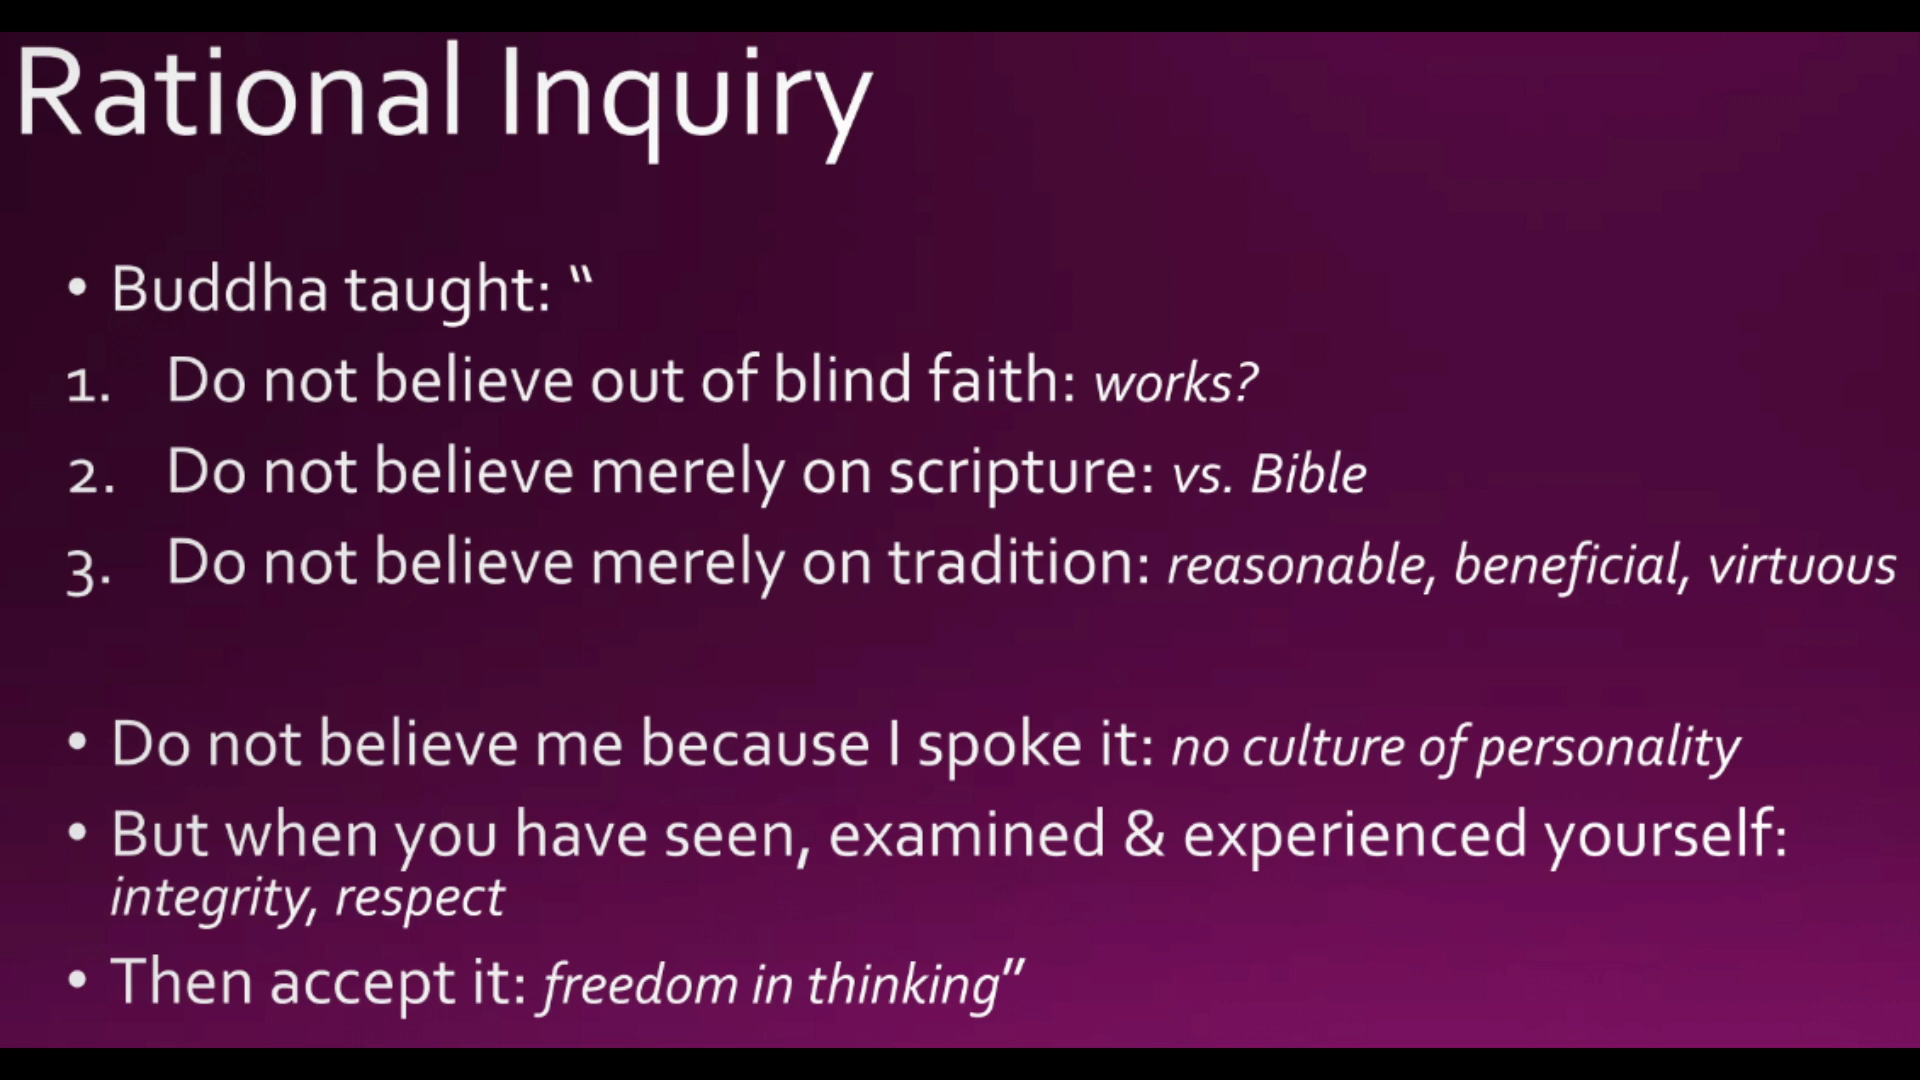 Rational Inquiry
• Buddha taught: “
1. Do not believe out of blind faith: works?
2. Do not believe merely on scripture: vs. Bible
3. Do not believe merely on tradition: reasonable, beneficial, virtuous
• Do not believe me because I spoke it: no culture of personality
• But when you have seen, examined & experienced yourself:
integrity, respect
• Then accept it: freedom in thinking”